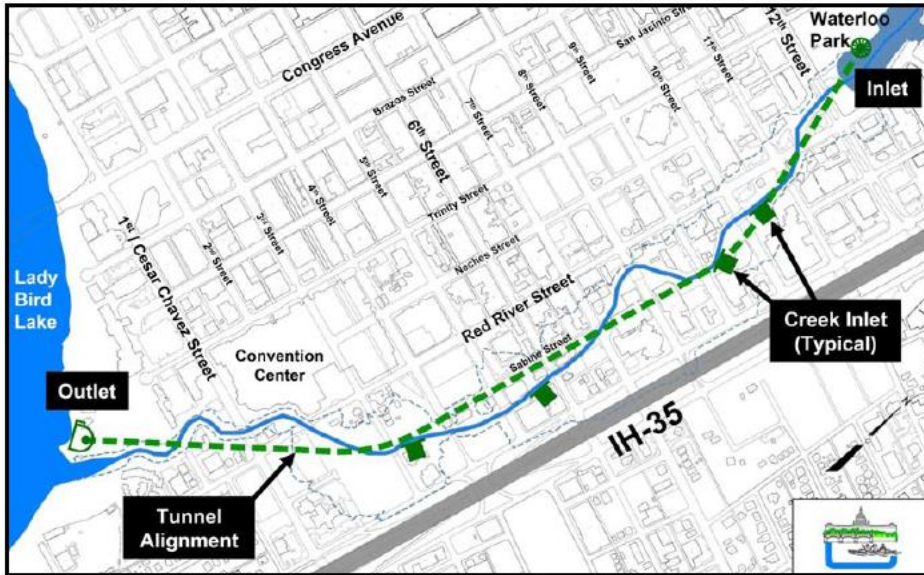 Congress Avenue
San Jacinto Street
12th Street
Waterloo
Park
Inlet
11th Street
10th Street
9th Street
8th Street
7th Street
6th Street
5th Street
4th Street
3rd Street
2nd Street
1st / Cesar Chavez Street
Brazos Street
Trinity Street
Neches Street
Red River Street
Sabine Street
Lady
Bird
Lake
Convention
Center
Creek Inlet
(Typical)
Outlet
IH-35
Tunnel
Alignment
N